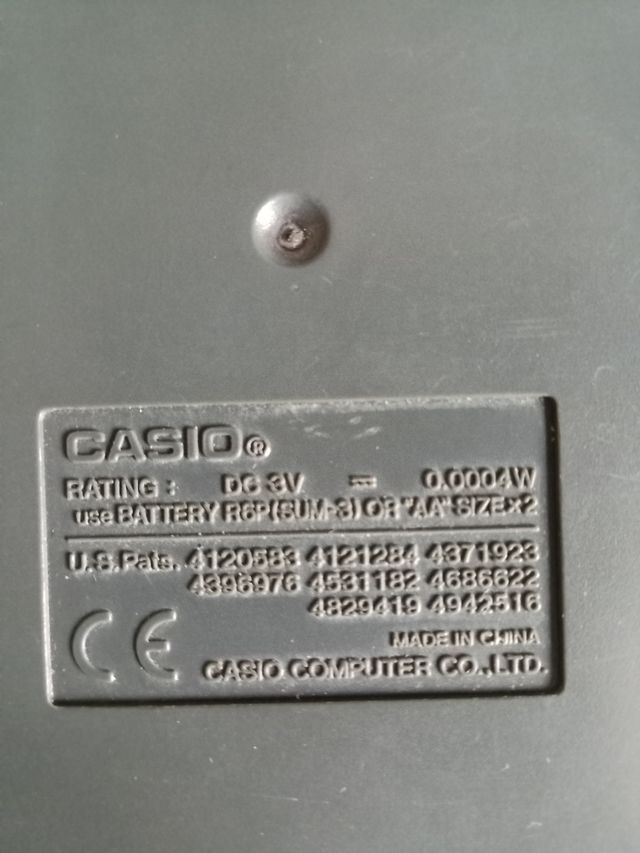 CASIO®
RATING : DC 3V ⎓ 0.0004W
use BATTERY R6P(SUM-3) OR "AA" SIZE×2
U.S.Pats. 4120583 4121284 4371923
4396976 4531182 4686622
4829419 4942516
CE
MADE IN CHINA
CASIO COMPUTER CO.,LTD.